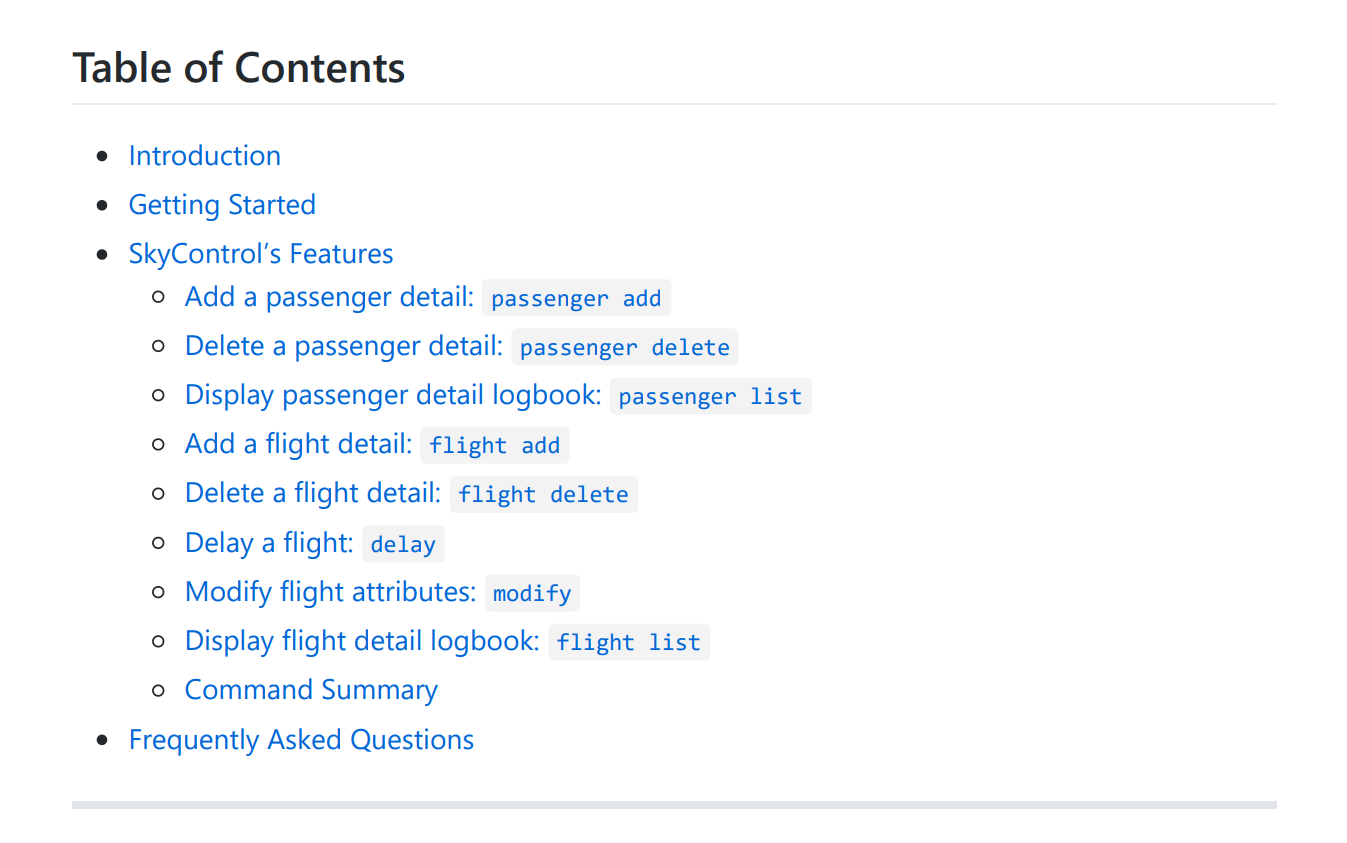 Table of Contents
Introduction
Getting Started
SkyControl’s Features
Add a passenger detail: passenger add
Delete a passenger detail: passenger delete
Display passenger detail logbook: passenger list
Add a flight detail: flight add
Delete a flight detail: flight delete
Delay a flight: delay
Modify flight attributes: modify
Display flight detail logbook: flight list
Command Summary
Frequently Asked Questions